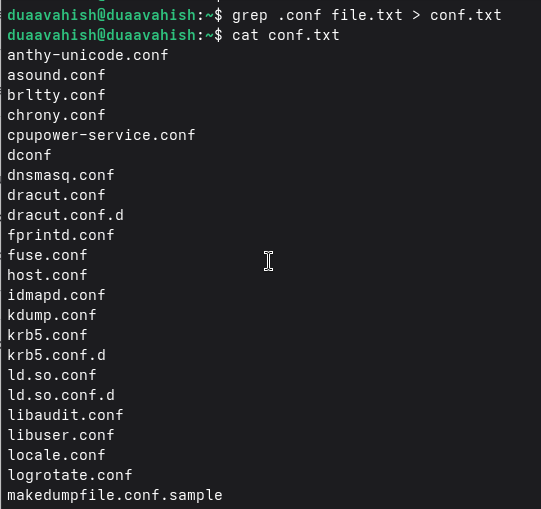 duaavahish@duaavahish:~$ grep .conf file.txt > conf.txt
duaavahish@duaavahish:~$ cat conf.txt
anthy-unicode.conf
asound.conf
brltty.conf
chrony.conf
cpupower-service.conf
dconf
dnsmasq.conf
dracut.conf
dracut.conf.d
fprintd.conf
fuse.conf
host.conf
idmapd.conf
kdump.conf
krb5.conf
krb5.conf.d
ld.so.conf
ld.so.conf.d
libaudit.conf
libuser.conf
locale.conf
logrotate.conf
makedumpfile.conf.sample